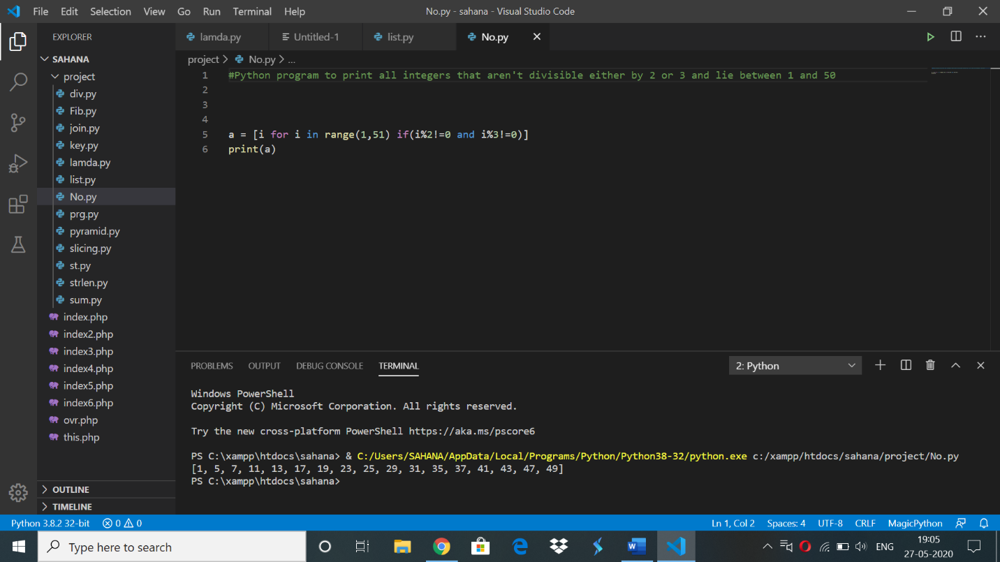 File Edit Selection View Go Run Terminal Help No.py - sahana - Visual Studio Code
EXPLORER
SAHANA
project
div.py
Fib.py
join.py
key.py
lamda.py
list.py
No.py
prg.py
pyramid.py
slicing.py
st.py
strlen.py
sum.py
index.php
index2.php
index3.php
index4.php
index5.php
index6.php
ovr.php
this.php
OUTLINE
TIMELINE
lamda.py Untitled-1 list.py No.py
project > No.py > ...
1 #Python program to print all integers that aren't divisible either by 2 or 3 and lie between 1 and 50
2
3
4
5 a = [i for i in range(1,51) if(i%2!=0 and i%3!=0)]
6 print(a)
PROBLEMS OUTPUT DEBUG CONSOLE TERMINAL 2: Python
Windows PowerShell
Copyright (C) Microsoft Corporation. All rights reserved.
Try the new cross-platform PowerShell https://aka.ms/pscore6
PS C:\xampp\htdocs\sahana> & C:/Users/SAHANA/AppData/Local/Programs/Python/Python38-32/python.exe c:/xampp/htdocs/sahana/project/No.py
[1, 5, 7, 11, 13, 17, 19, 23, 25, 29, 31, 35, 37, 41, 43, 47, 49]
PS C:\xampp\htdocs\sahana>
Python 3.8.2 32-bit 0 0 Ln 1, Col 2 Spaces: 4 UTF-8 CRLF MagicPython
Type here to search ENG 19:05
27-05-2020